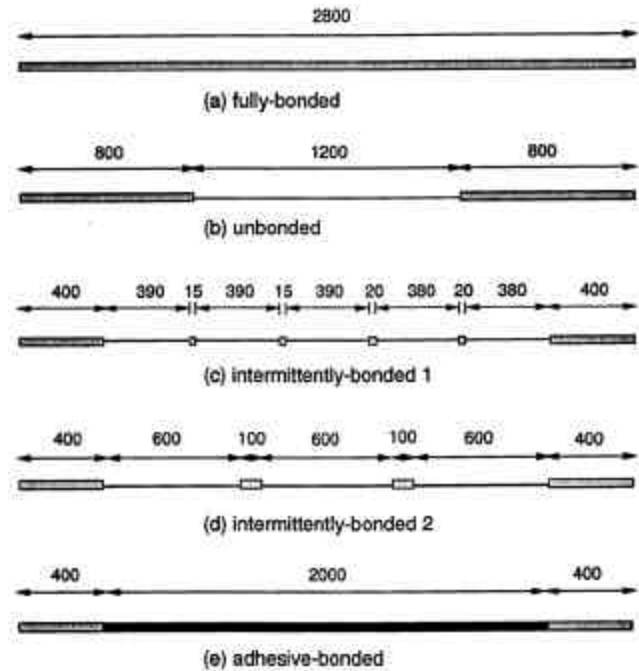 2800
(a) fully-bonded
800 1200 800
(b) unbonded
400 390 15 390 15 390 20 380 20 380 400
(c) intermittently-bonded 1
400 600 100 600 100 600 400
(d) intermittently-bonded 2
400 2000 400
(e) adhesive-bonded